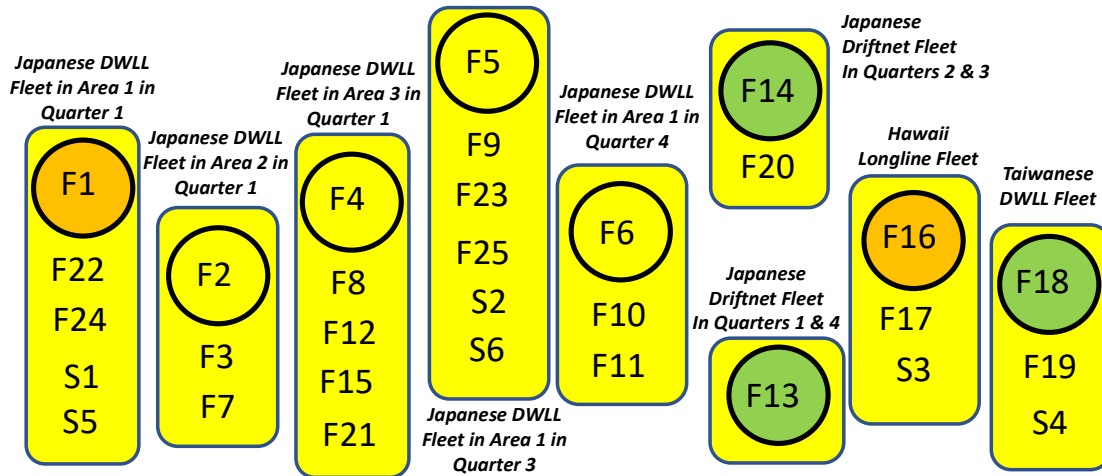 Japanese DWLL
Fleet in Area 1 in
Quarter 1
F1
F22
F24
S1
S5
Japanese DWLL
Fleet in Area 2 in
Quarter 1
F2
F3
F7
Japanese DWLL
Fleet in Area 3 in
Quarter 1
F4
F8
F12
F15
F21
F5
F9
F23
F25
S2
S6
Japanese DWLL
Fleet in Area 1 in
Quarter 3
Japanese DWLL
Fleet in Area 1 in
Quarter 4
F6
F10
F11
Japanese
Driftnet Fleet
In Quarters 2 & 3
F14
F20
Japanese
Driftnet Fleet
In Quarters 1 & 4
F13
Hawaii
Longline Fleet
F16
F17
S3
Taiwanese
DWLL Fleet
F18
F19
S4